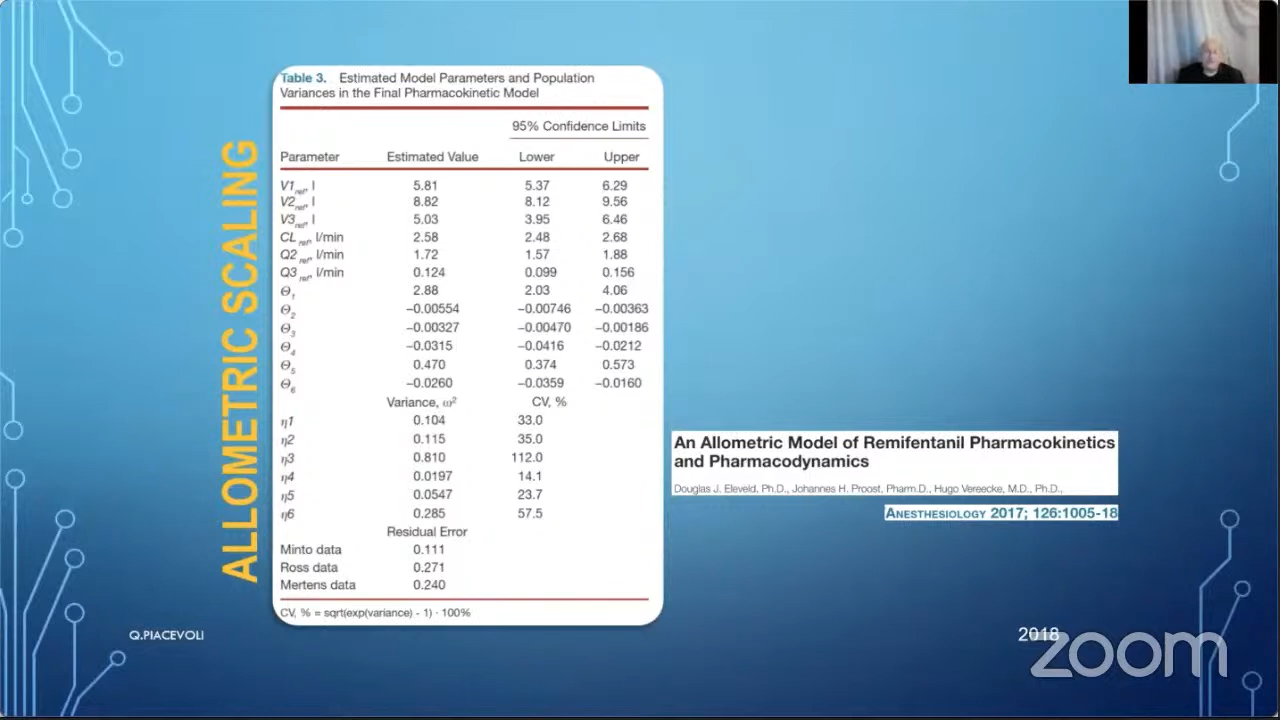 ALLOMETRIC SCALING
Table 3. Estimated Model Parameters and Population
Variances in the Final Pharmacokinetic Model
95% Confidence Limits
Parameter Estimated Value Lower Upper
V1ref, l 5.81 5.37 6.29
V2ref, l 8.82 8.12 9.56
V3ref, l 5.03 3.95 6.46
CLref, l/min 2.58 2.48 2.68
Q2ref, l/min 1.72 1.57 1.88
Q3ref, l/min 0.124 0.099 0.156
Θ1 2.88 2.03 4.06
Θ2 −0.00554 −0.00746 −0.00363
Θ3 −0.00327 −0.00470 −0.00186
Θ4 −0.0315 −0.0416 −0.0212
Θ5 0.470 0.374 0.573
Θ6 −0.0260 −0.0359 −0.0160
Variance, ω² CV, %
η1 0.104 33.0
η2 0.115 35.0
η3 0.810 112.0
η4 0.0197 14.1
η5 0.0547 23.7
η6 0.285 57.5
Residual Error
Minto data 0.111
Ross data 0.271
Mertens data 0.240
CV, % = sqrt(exp(variance) - 1) · 100%
An Allometric Model of Remifentanil Pharmacokinetics
and Pharmacodynamics
Douglas J. Eleveld, Ph.D., Johannes H. Proost, Pharm.D., Hugo Vereecke, M.D., Ph.D.,
ANESTHESIOLOGY 2017; 126:1005-18
Q.PIACEVOLI
2018
zoom